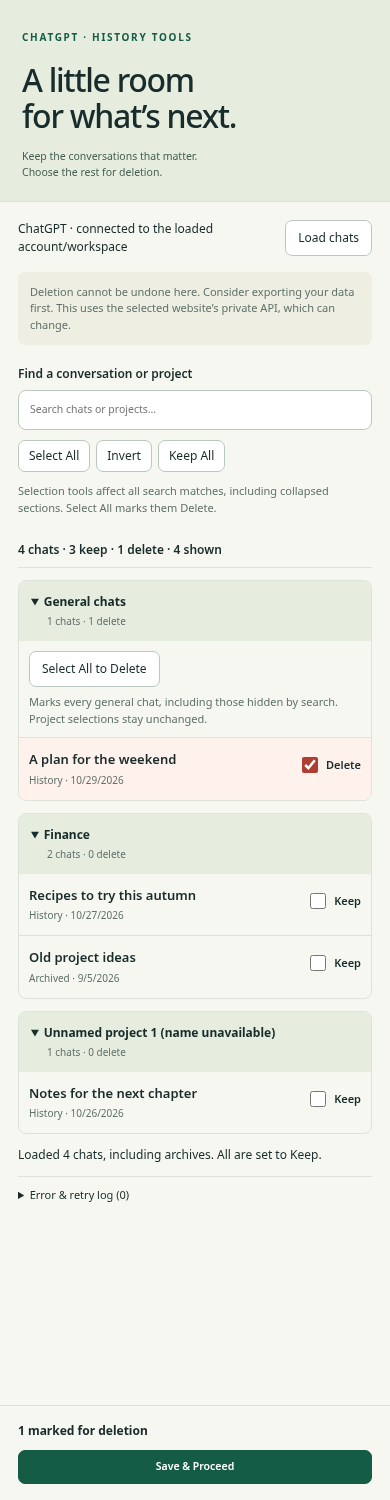 CHATGPT · HISTORY TOOLS
A little room
for what’s next.
Keep the conversations that matter.
Choose the rest for deletion.
ChatGPT · connected to the loaded
account/workspace
Load chats
Deletion cannot be undone here. Consider exporting your data
first. This uses the selected website’s private API, which can
change.
Find a conversation or project
Search chats or projects…
Select All
Invert
Keep All
Selection tools affect all search matches, including collapsed
sections. Select All marks them Delete.
4 chats · 3 keep · 1 delete · 4 shown
General chats
1 chats · 1 delete
Select All to Delete
Marks every general chat, including those hidden by search.
Project selections stay unchanged.
A plan for the weekend
Delete
History · 10/29/2026
Finance
2 chats · 0 delete
Recipes to try this autumn
Keep
History · 10/27/2026
Old project ideas
Keep
Archived · 9/5/2026
Unnamed project 1 (name unavailable)
1 chats · 0 delete
Notes for the next chapter
Keep
History · 10/26/2026
Loaded 4 chats, including archives. All are set to Keep.
Error & retry log (0)
1 marked for deletion
Save & Proceed